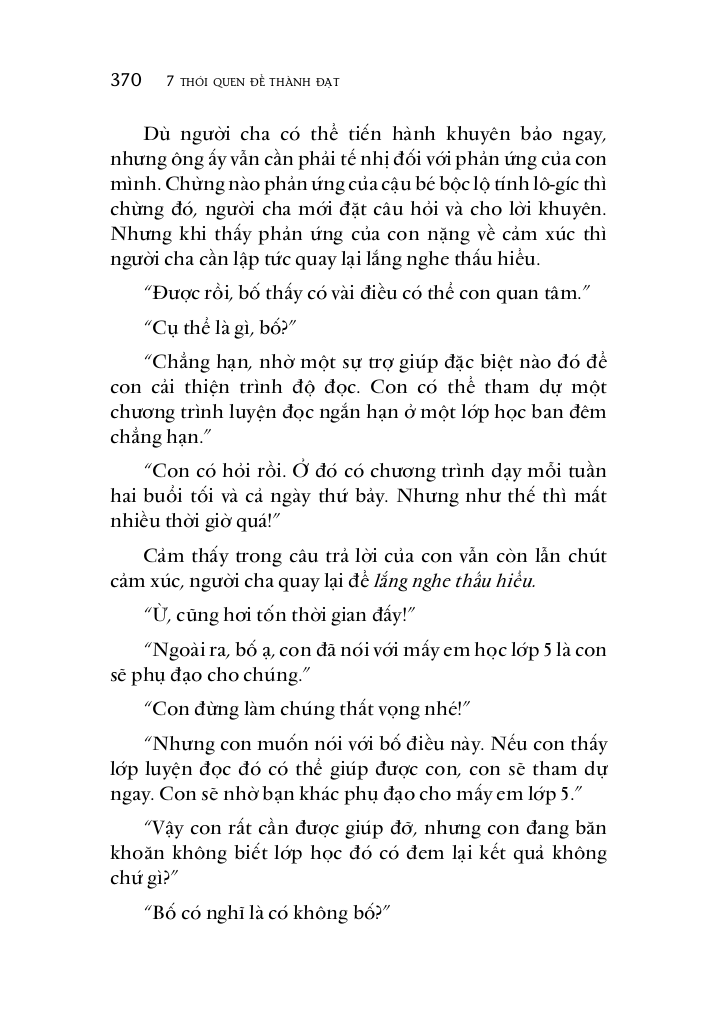 370 7 THÓI QUEN ĐỂ THÀNH ĐẠT
Dù người cha có thể tiến hành khuyên bảo ngay,
nhưng ông ấy vẫn cần phải tế nhị đối với phản ứng của con
mình. Chừng nào phản ứng của cậu bé bộc lộ tính lô-gíc thì
chừng đó, người cha mới đặt câu hỏi và cho lời khuyên.
Nhưng khi thấy phản ứng của con nặng về cảm xúc thì
người cha cần lập tức quay lại lắng nghe thấu hiểu.
“Được rồi, bố thấy có vài điều có thể con quan tâm.”
“Cụ thể là gì, bố?”
“Chẳng hạn, nhờ một sự trợ giúp đặc biệt nào đó để
con cải thiện trình độ đọc. Con có thể tham dự một
chương trình luyện đọc ngắn hạn ở một lớp học ban đêm
chẳng hạn.”
“Con có hỏi rồi. Ở đó có chương trình dạy mỗi tuần
hai buổi tối và cả ngày thứ bảy. Nhưng như thế thì mất
nhiều thời giờ quá!”
Cảm thấy trong câu trả lời của con vẫn còn lẫn chút
cảm xúc, người cha quay lại để lắng nghe thấu hiểu.
“Ừ, cũng hơi tốn thời gian đấy!”
“Ngoài ra, bố ạ, con đã nói với mấy em học lớp 5 là con
sẽ phụ đạo cho chúng.”
“Con đừng làm chúng thất vọng nhé!”
“Nhưng con muốn nói với bố điều này. Nếu con thấy
lớp luyện đọc đó có thể giúp được con, con sẽ tham dự
ngay. Con sẽ nhờ bạn khác phụ đạo cho mấy em lớp 5.”
“Vậy con rất cần được giúp đỡ, nhưng con đang băn
khoăn không biết lớp học đó có đem lại kết quả không
chứ gì?”
“Bố có nghĩ là có không bố?”